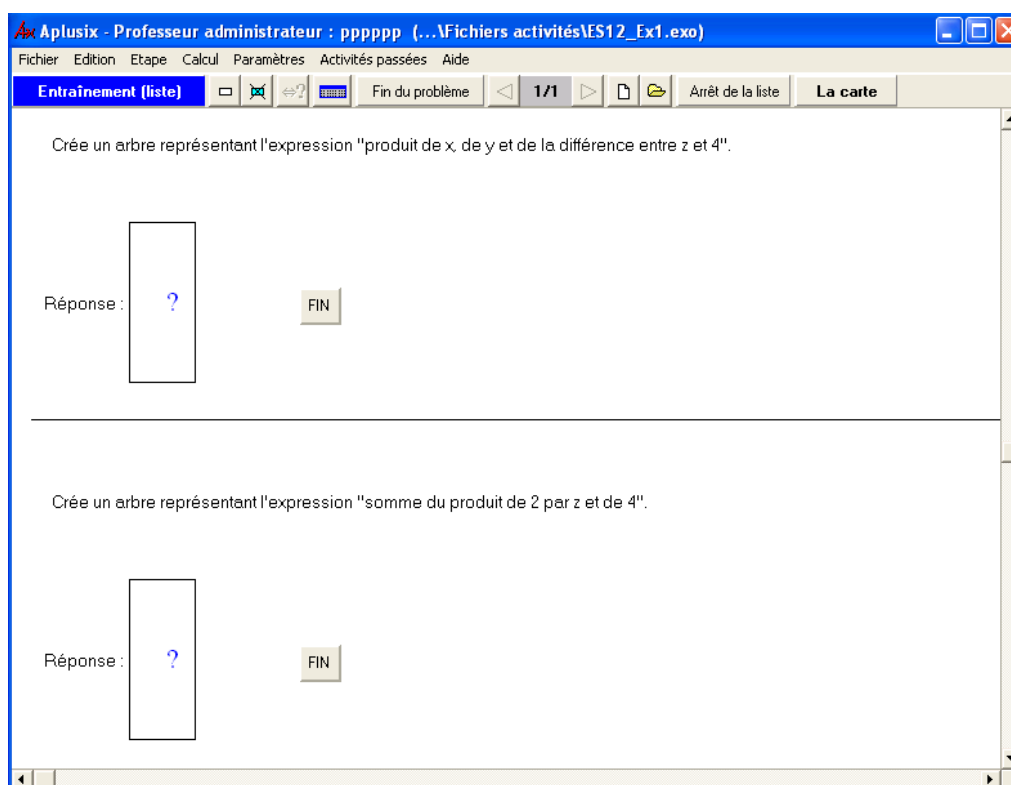 Aplusix - Professeur administrateur : pppppp (...\Fichiers activités\ES12_Ex1.exo)
Fichier Edition Etape Calcul Paramètres Activités passées Aide
Entraînement (liste) ⇔? Fin du problème 1/1 Arrêt de la liste La carte
Crée un arbre représentant l'expression "produit de x, de y et de la différence entre z et 4".
Réponse : ? FIN
Crée un arbre représentant l'expression "somme du produit de 2 par z et de 4".
Réponse : ? FIN